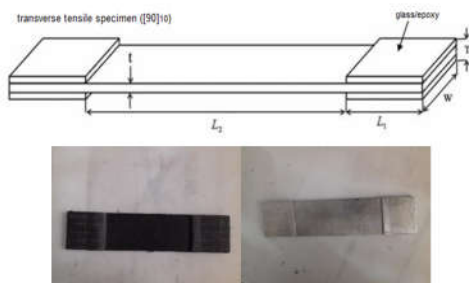 transverse tensile specimen ([90]10)
glass/epoxy
t
T
W
L2
L1